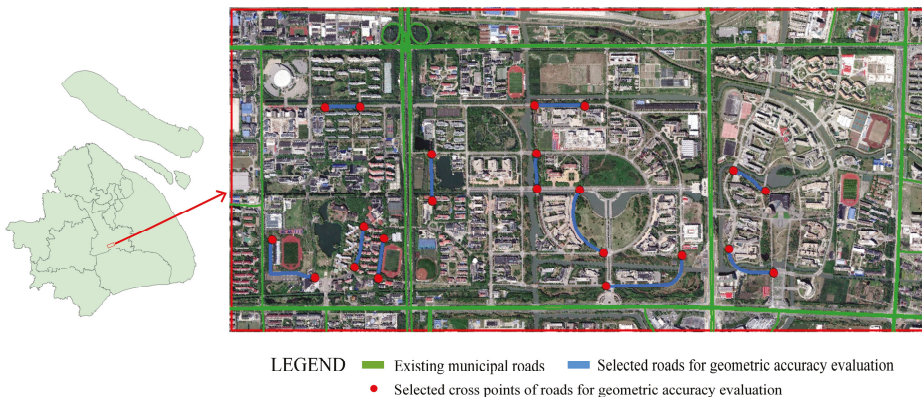 LEGEND Existing municipal roads Selected roads for geometric accuracy evaluation
Selected cross points of roads for geometric accuracy evaluation